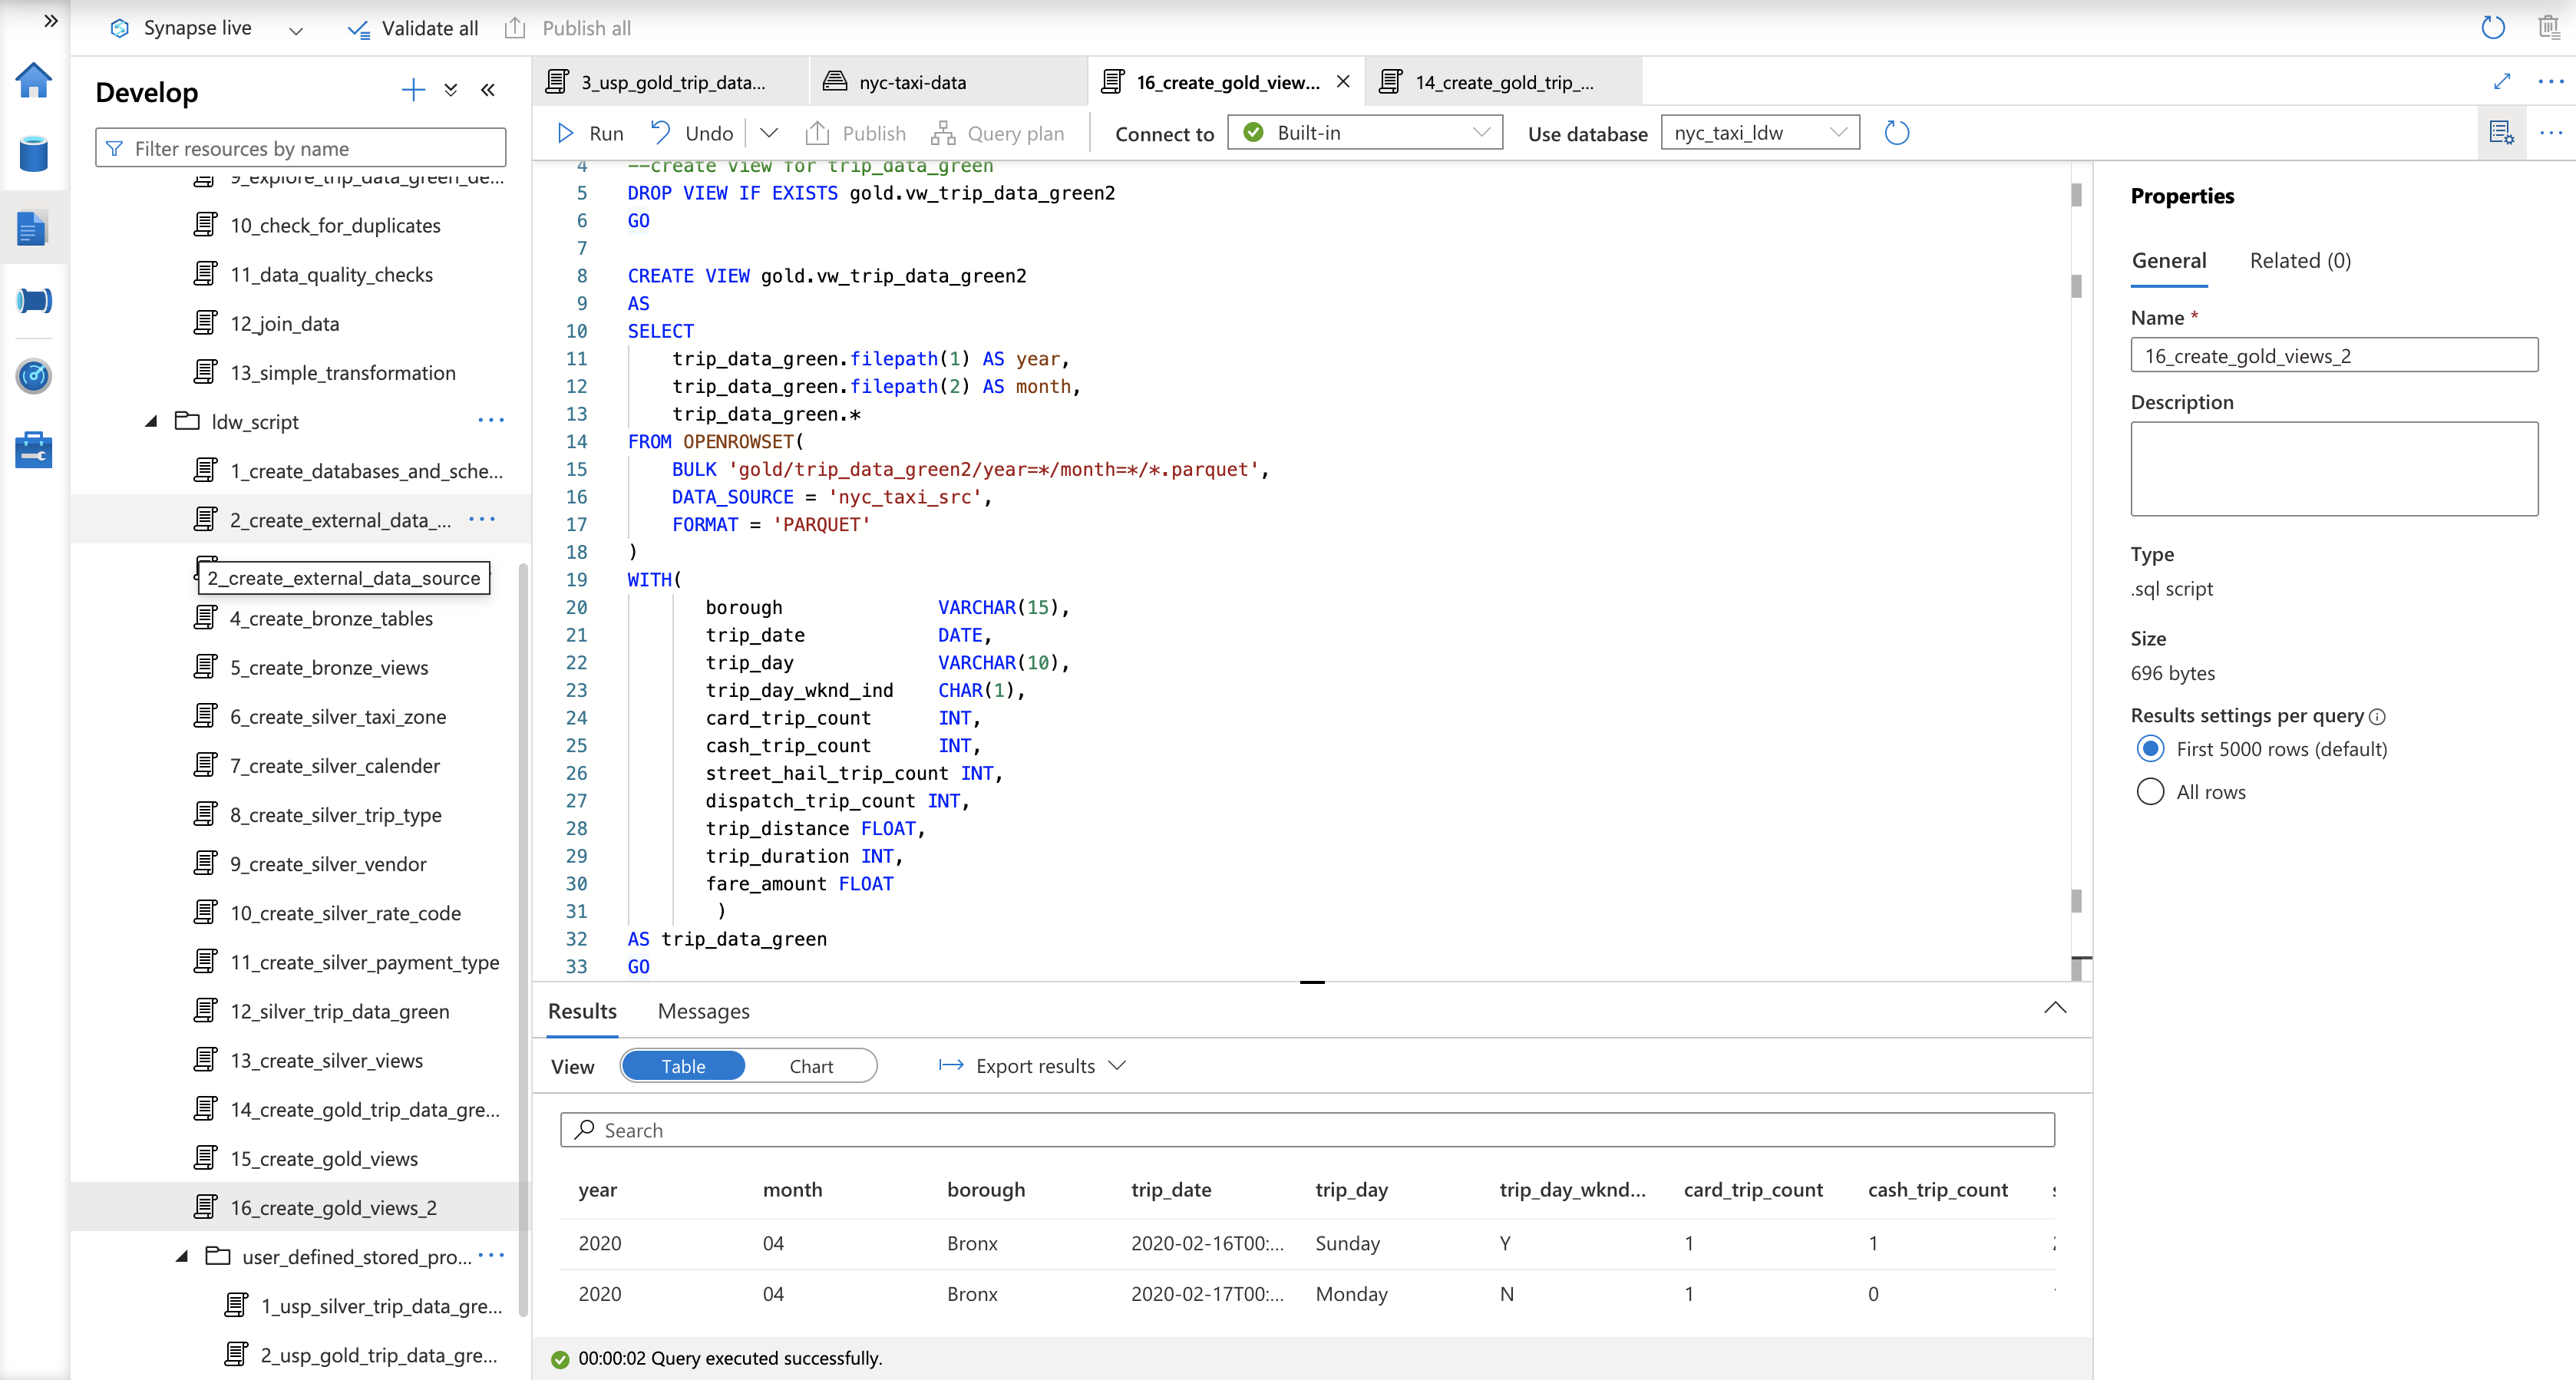 Synapse live
Validate all
Publish all
Develop
Filter resources by name
9_explore_trip_data_green_de...
10_check_for_duplicates
11_data_quality_checks
12_join_data
13_simple_transformation
ldw_script
1_create_databases_and_sche...
2_create_external_data_...
2_create_external_data_source
4_create_bronze_tables
5_create_bronze_views
6_create_silver_taxi_zone
7_create_silver_calender
8_create_silver_trip_type
9_create_silver_vendor
10_create_silver_rate_code
11_create_silver_payment_type
12_silver_trip_data_green
13_create_silver_views
14_create_gold_trip_data_gre...
15_create_gold_views
16_create_gold_views_2
user_defined_stored_pro...
1_usp_silver_trip_data_gre...
2_usp_gold_trip_data_gre...
3_usp_gold_trip_data... nyc-taxi-data 16_create_gold_view... 14_create_gold_trip_...
Run Undo Publish Query plan Connect to Built-in Use database nyc_taxi_ldw
4 --create view for trip_data_green
5 DROP VIEW IF EXISTS gold.vw_trip_data_green2
6 GO
7
8 CREATE VIEW gold.vw_trip_data_green2
9 AS
10 SELECT
11 trip_data_green.filepath(1) AS year,
12 trip_data_green.filepath(2) AS month,
13 trip_data_green.*
14 FROM OPENROWSET(
15 BULK 'gold/trip_data_green2/year=*/month=*/*.parquet',
16 DATA_SOURCE = 'nyc_taxi_src',
17 FORMAT = 'PARQUET'
18 )
19 WITH(
20 borough VARCHAR(15),
21 trip_date DATE,
22 trip_day VARCHAR(10),
23 trip_day_wknd_ind CHAR(1),
24 card_trip_count INT,
25 cash_trip_count INT,
26 street_hail_trip_count INT,
27 dispatch_trip_count INT,
28 trip_distance FLOAT,
29 trip_duration INT,
30 fare_amount FLOAT
31 )
32 AS trip_data_green
33 GO
Results Messages
View Table Chart Export results
Search
year month borough trip_date trip_day trip_day_wknd... card_trip_count cash_trip_count
2020 04 Bronx 2020-02-16T00:... Sunday Y 1 1
2020 04 Bronx 2020-02-17T00:... Monday N 1 0
00:00:02 Query executed successfully.
Properties
General Related (0)
Name *
16_create_gold_views_2
Description
Type
.sql script
Size
696 bytes
Results settings per query
First 5000 rows (default)
All rows